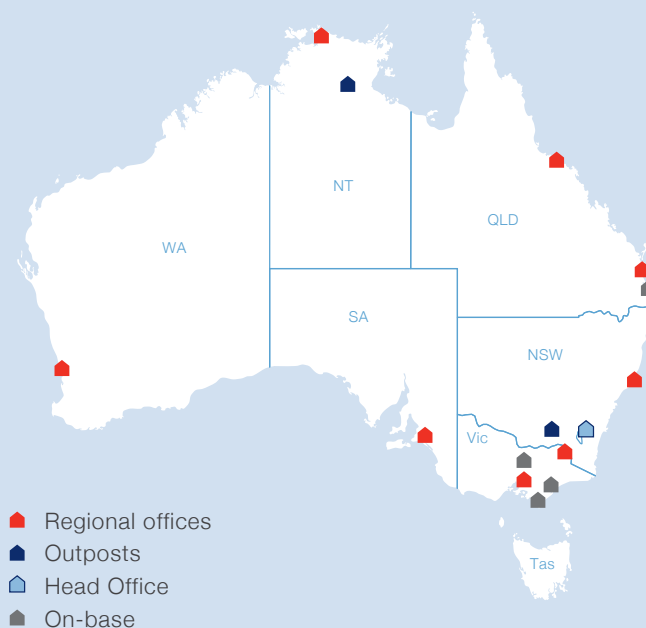 NT
QLD
WA
SA
NSW
Vic
Tas
Regional offices
Outposts
Head Office
On-base